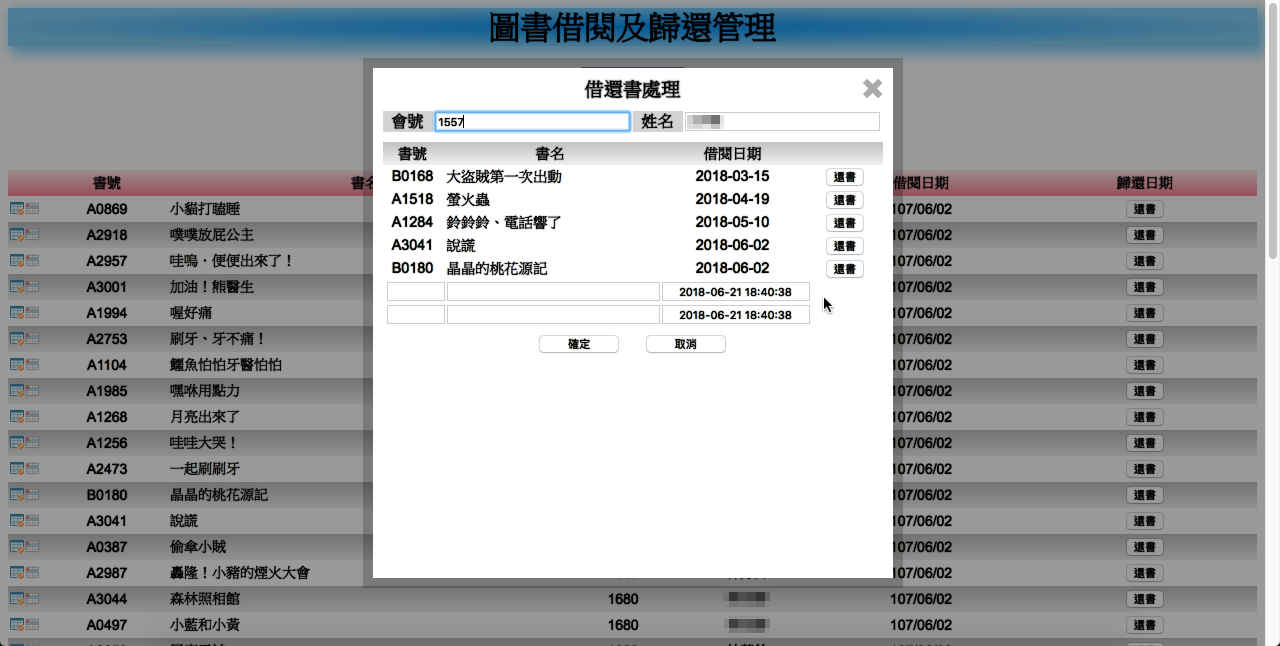 圖書借閱及歸還管理
借還書處理
會號 1557 姓名
書號 書名 借閱日期
B0168 大盜賊第一次出動 2018-03-15 還書
A1518 螢火蟲 2018-04-19 還書
A1284 鈴鈴鈴、電話響了 2018-05-10 還書
A3041 說謊 2018-06-02 還書
B0180 晶晶的桃花源記 2018-06-02 還書
2018-06-21 18:40:38
2018-06-21 18:40:38
確定 取消
書號 書名 借閱日期 歸還日期
A0869 小貓打瞌睡 107/06/02 還書
A2918 噗噗放屁公主 107/06/02 還書
A2957 哇嗚．便便出來了！ 107/06/02 還書
A3001 加油！熊醫生 107/06/02 還書
A1994 喔好痛 107/06/02 還書
A2753 刷牙、牙不痛！ 107/06/02 還書
A1104 鱷魚怕怕牙醫怕怕 107/06/02 還書
A1985 嘿咻用點力 107/06/02 還書
A1268 月亮出來了 107/06/02 還書
A1256 哇哇大哭！ 107/06/02 還書
A2473 一起刷刷牙 107/06/02 還書
B0180 晶晶的桃花源記 107/06/02 還書
A3041 說謊 107/06/02 還書
A0387 偷傘小賊 107/06/02 還書
A2987 轟隆！小豬的煙火大會 107/06/02 還書
A3044 森林照相館 1680 107/06/02 還書
A0497 小藍和小黃 1680 107/06/02 還書